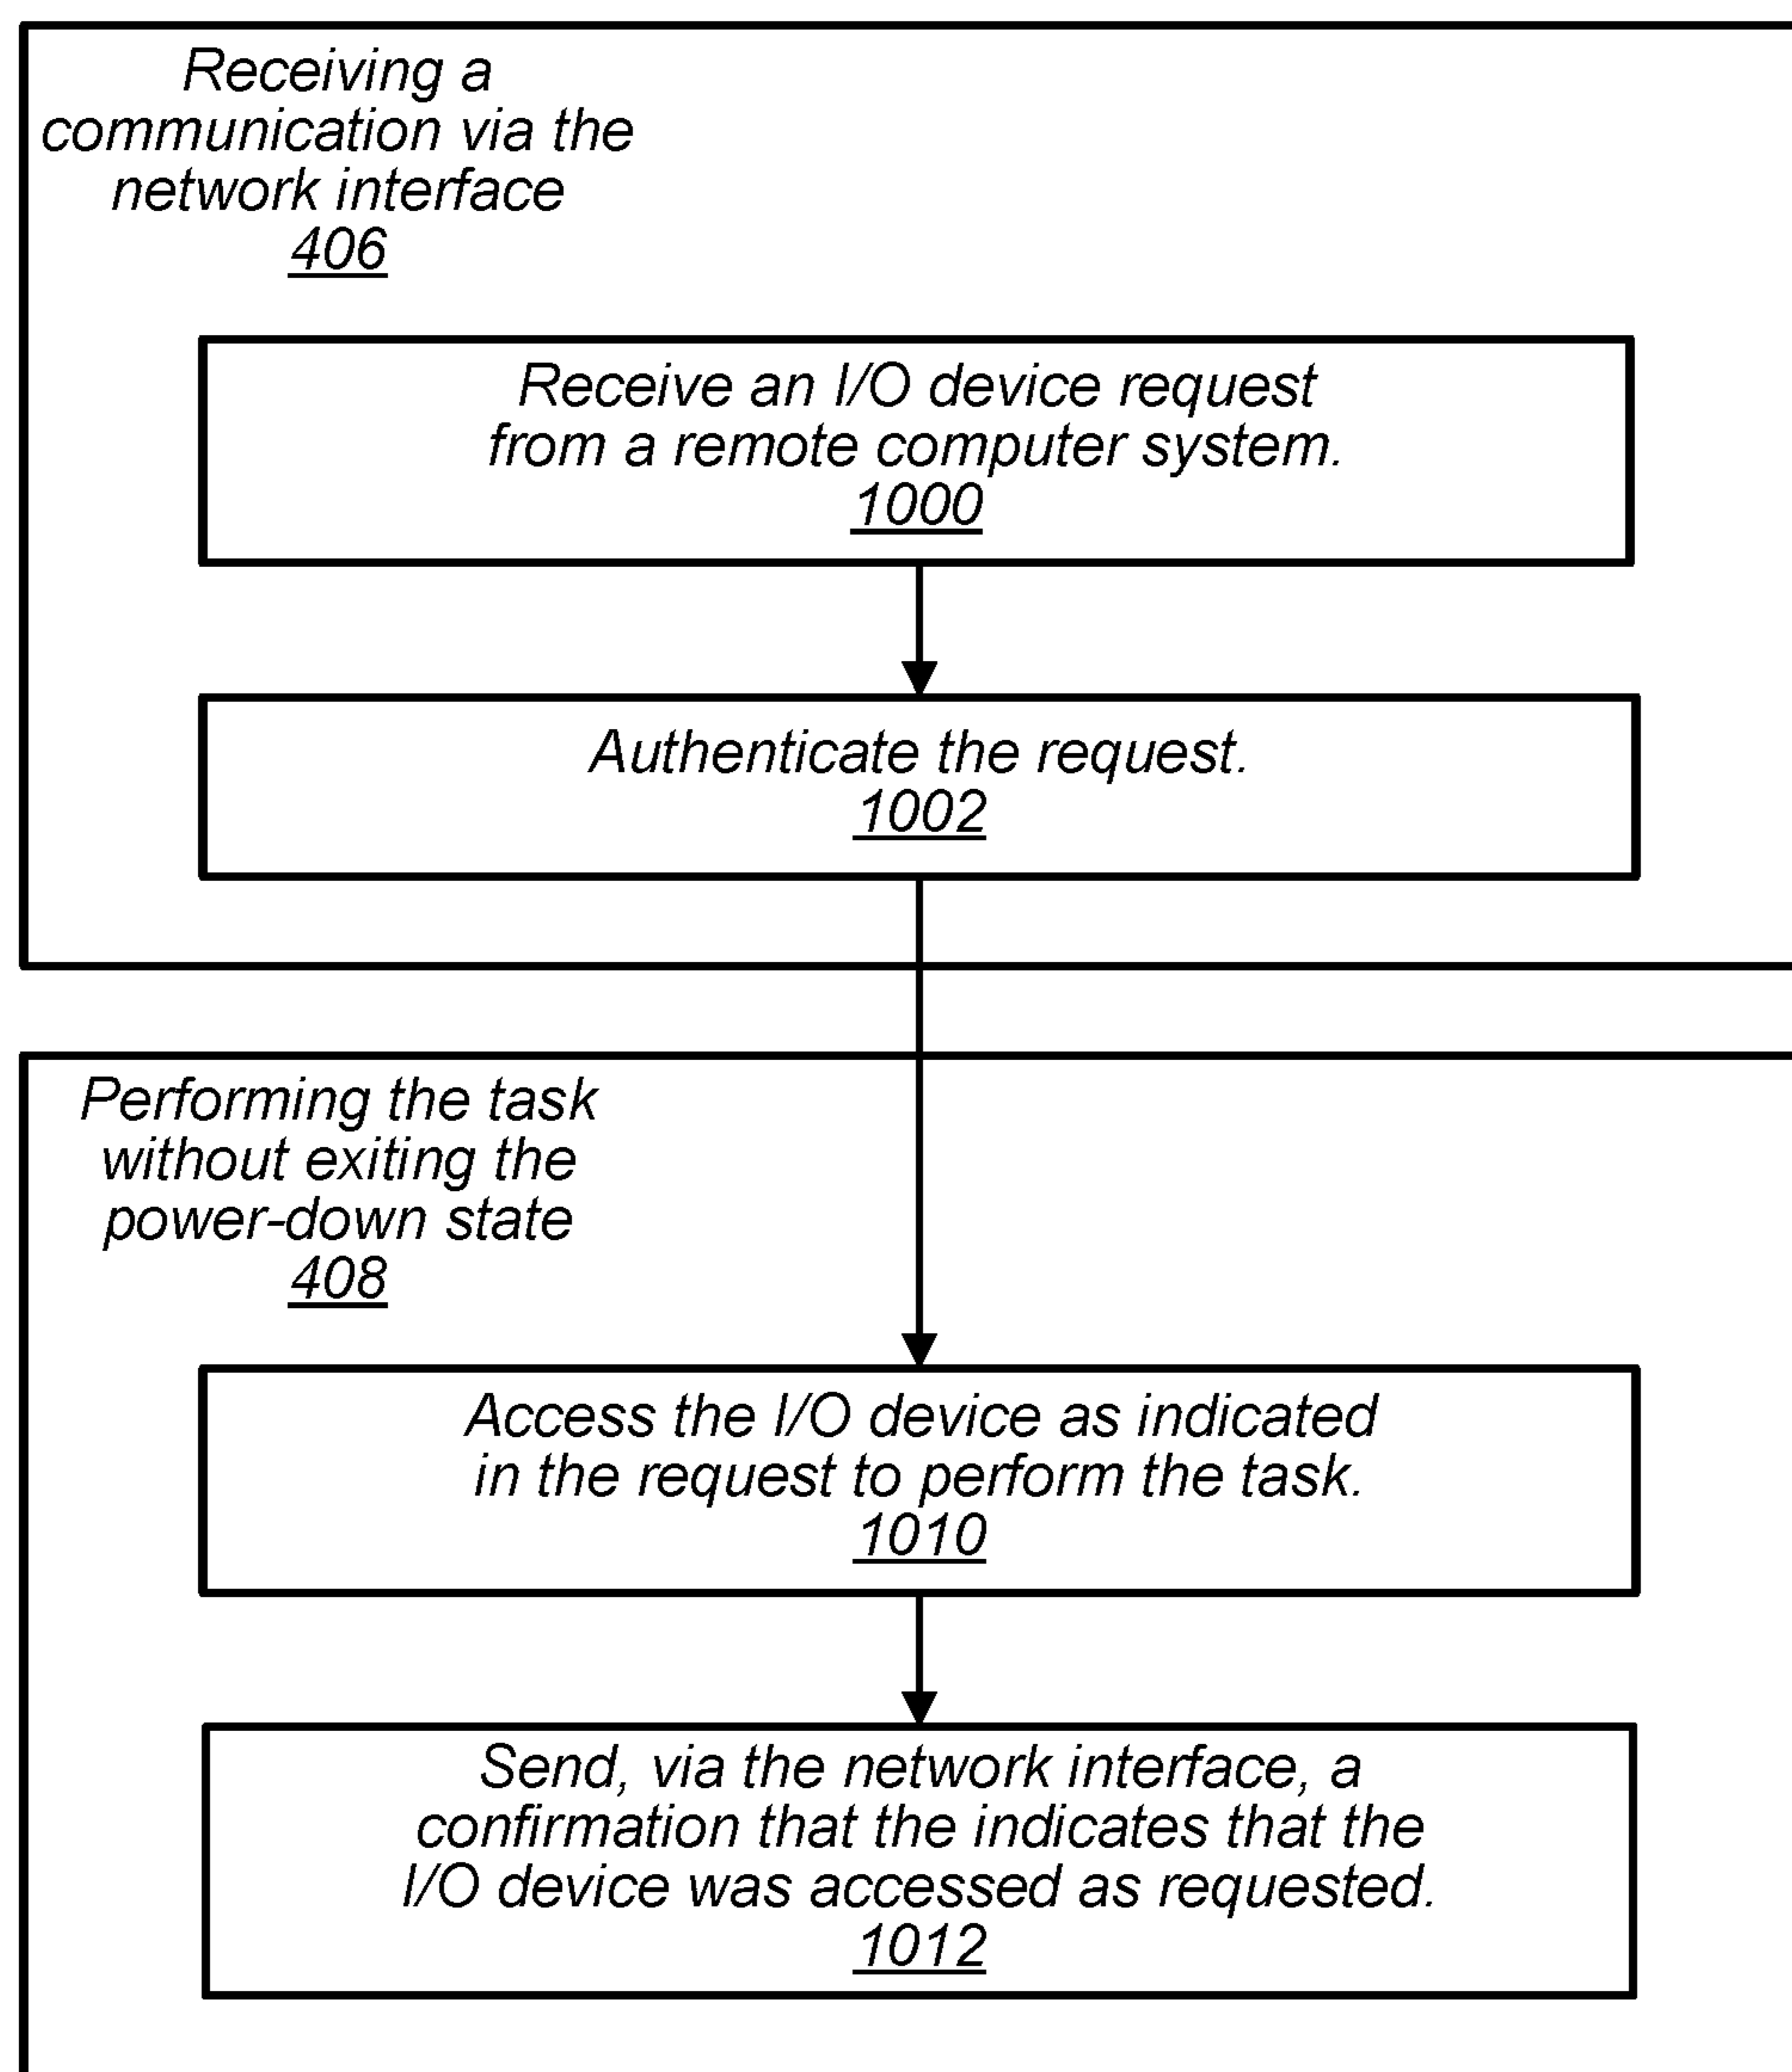 Receiving a
communication via the
network interface
406
Receive an I/O device request
from a remote computer system.
1000
Authenticate the request.
1002
Performing the task
without exiting the
power-down state
408
Access the I/O device as indicated
in the request to perform the task.
1010
Send, via the network interface, a
confirmation that the indicates that the
I/O device was accessed as requested.
1012